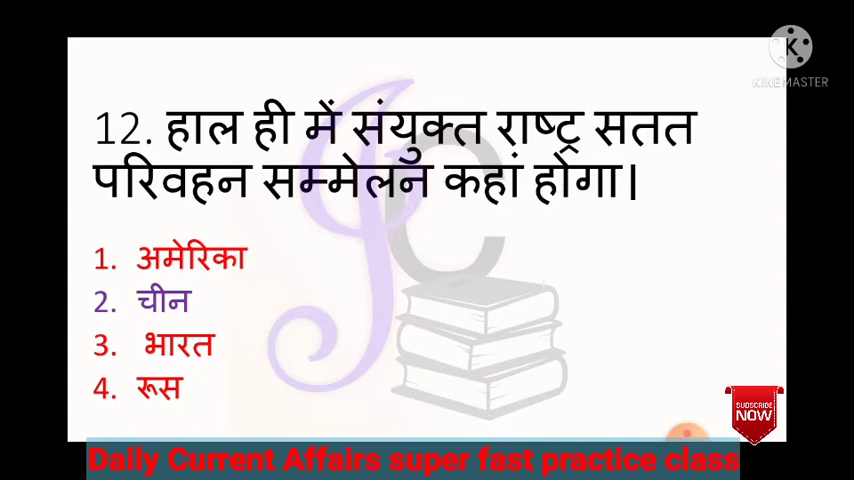 KINEMASTER
12. हाल ही में संयुक्त राष्ट्र सतत
परिवहन सम्मेलन कहां होगा।
1. अमेरिका
2. चीन
3. भारत
4. रूस
SUBSCRIBE
NOW
Daily Current Affairs super fast practice class